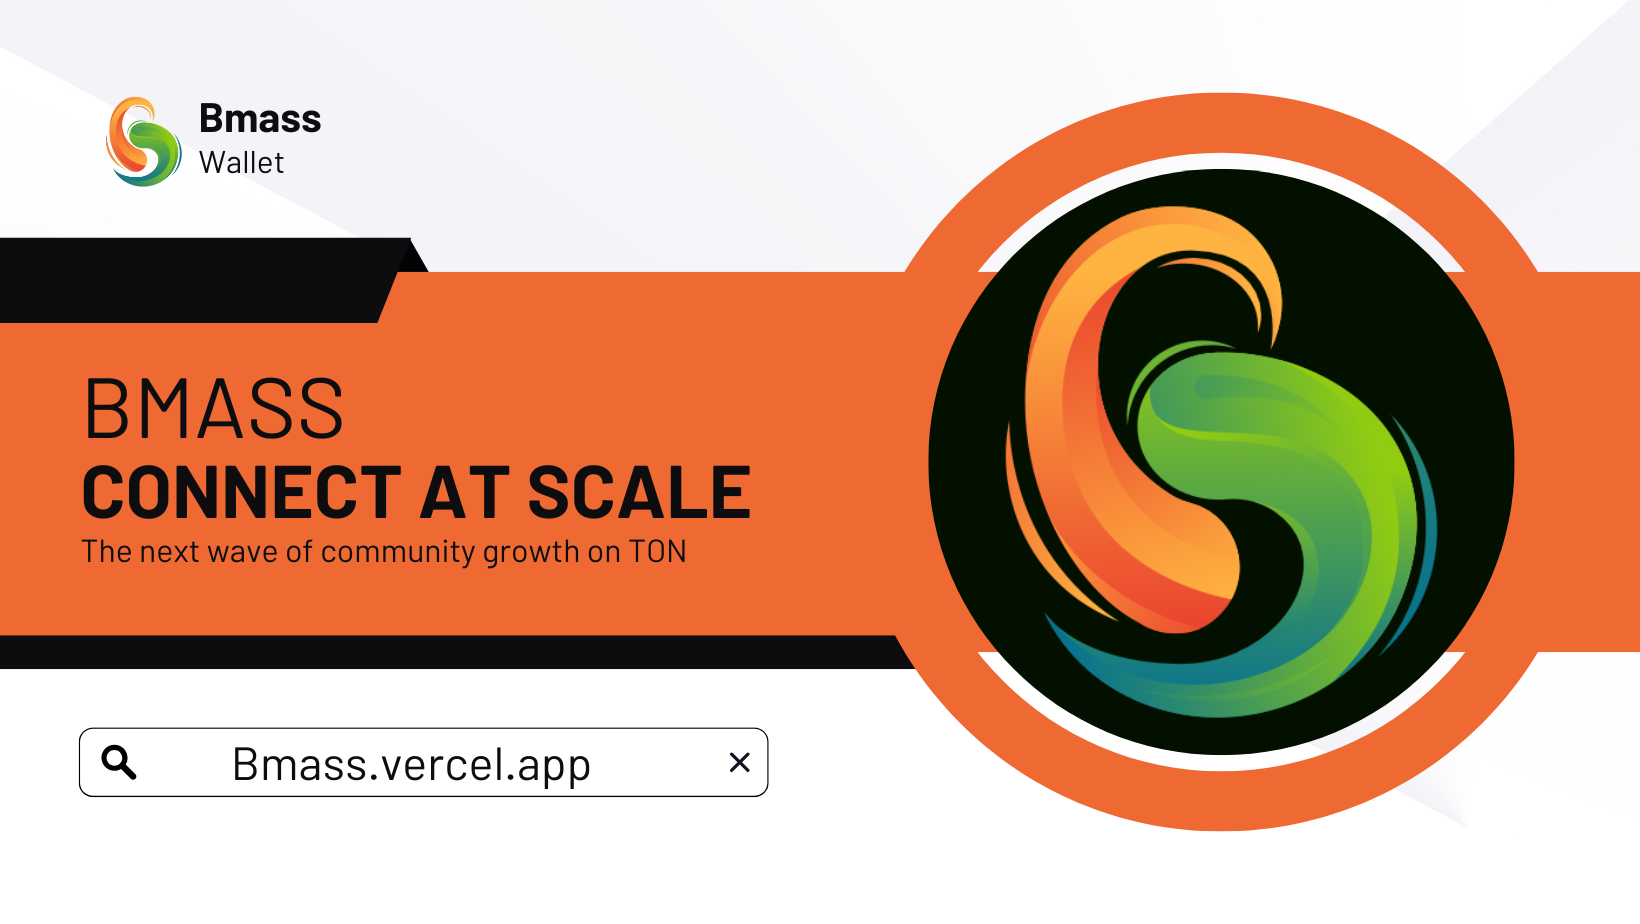 Bmass
Wallet
BMASS
CONNECT AT SCALE
The next wave of community growth on TON
Bmass.vercel.app